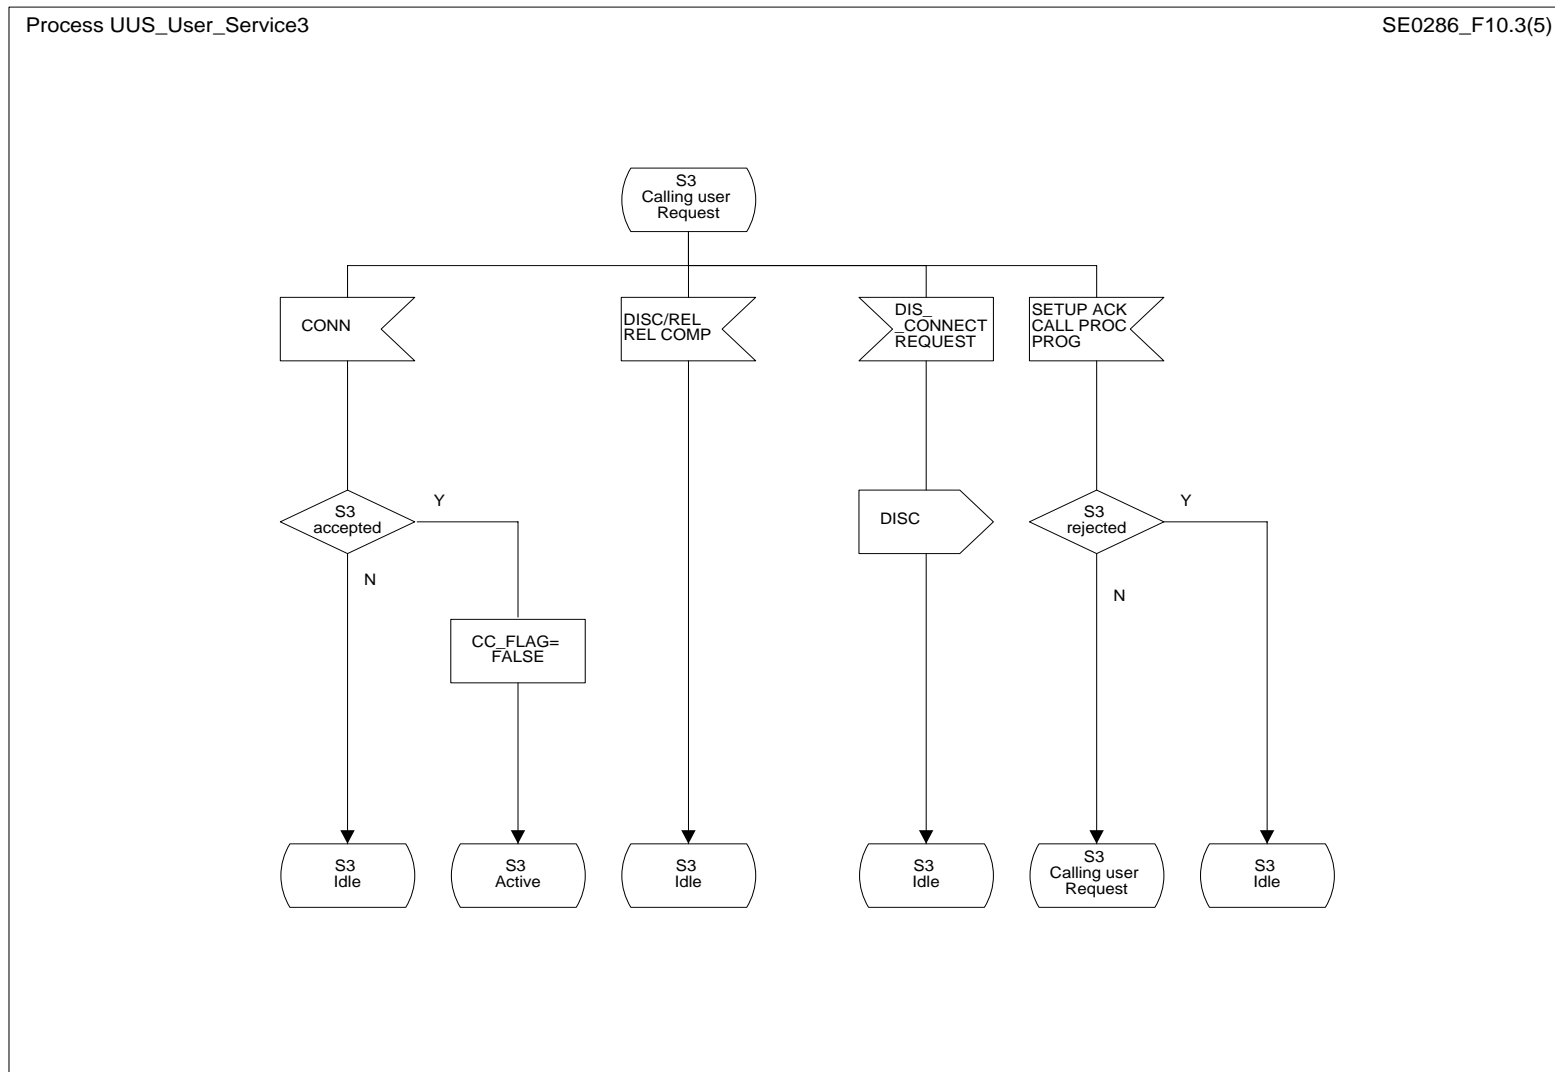 Process UUS_User_Service3
SE0286_F10.3(5)
S3
Calling user
Request
CONN
DISC/REL
REL COMP
DIS_
_CONNECT
REQUEST
SETUP ACK
CALL PROC
PROG
S3
accepted
Y
N
DISC
S3
rejected
Y
N
CC_FLAG=
FALSE
S3
Idle
S3
Active
S3
Idle
S3
Idle
S3
Calling user
Request
S3
Idle